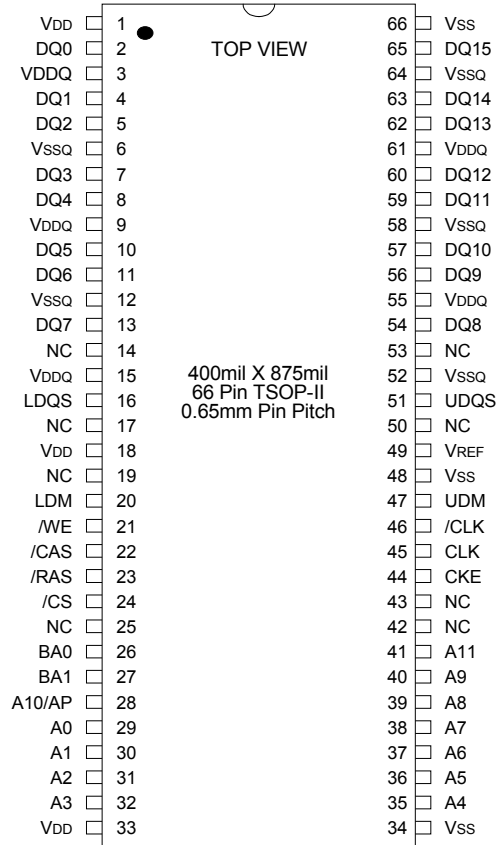 VDD 1 TOP VIEW 66 VSS
DQ0 2 65 DQ15
VDDQ 3 64 VSSQ
DQ1 4 63 DQ14
DQ2 5 62 DQ13
VSSQ 6 61 VDDQ
DQ3 7 60 DQ12
DQ4 8 59 DQ11
VDDQ 9 58 VSSQ
DQ5 10 57 DQ10
DQ6 11 56 DQ9
VSSQ 12 55 VDDQ
DQ7 13 54 DQ8
NC 14 53 NC
VDDQ 15 400mil X 875mil 52 VSSQ
LDQS 16 66 Pin TSOP-II 51 UDQS
NC 17 0.65mm Pin Pitch 50 NC
VDD 18 49 VREF
NC 19 48 VSS
LDM 20 47 UDM
/WE 21 46 /CLK
/CAS 22 45 CLK
/RAS 23 44 CKE
/CS 24 43 NC
NC 25 42 NC
BA0 26 41 A11
BA1 27 40 A9
A10/AP 28 39 A8
A0 29 38 A7
A1 30 37 A6
A2 31 36 A5
A3 32 35 A4
VDD 33 34 VSS